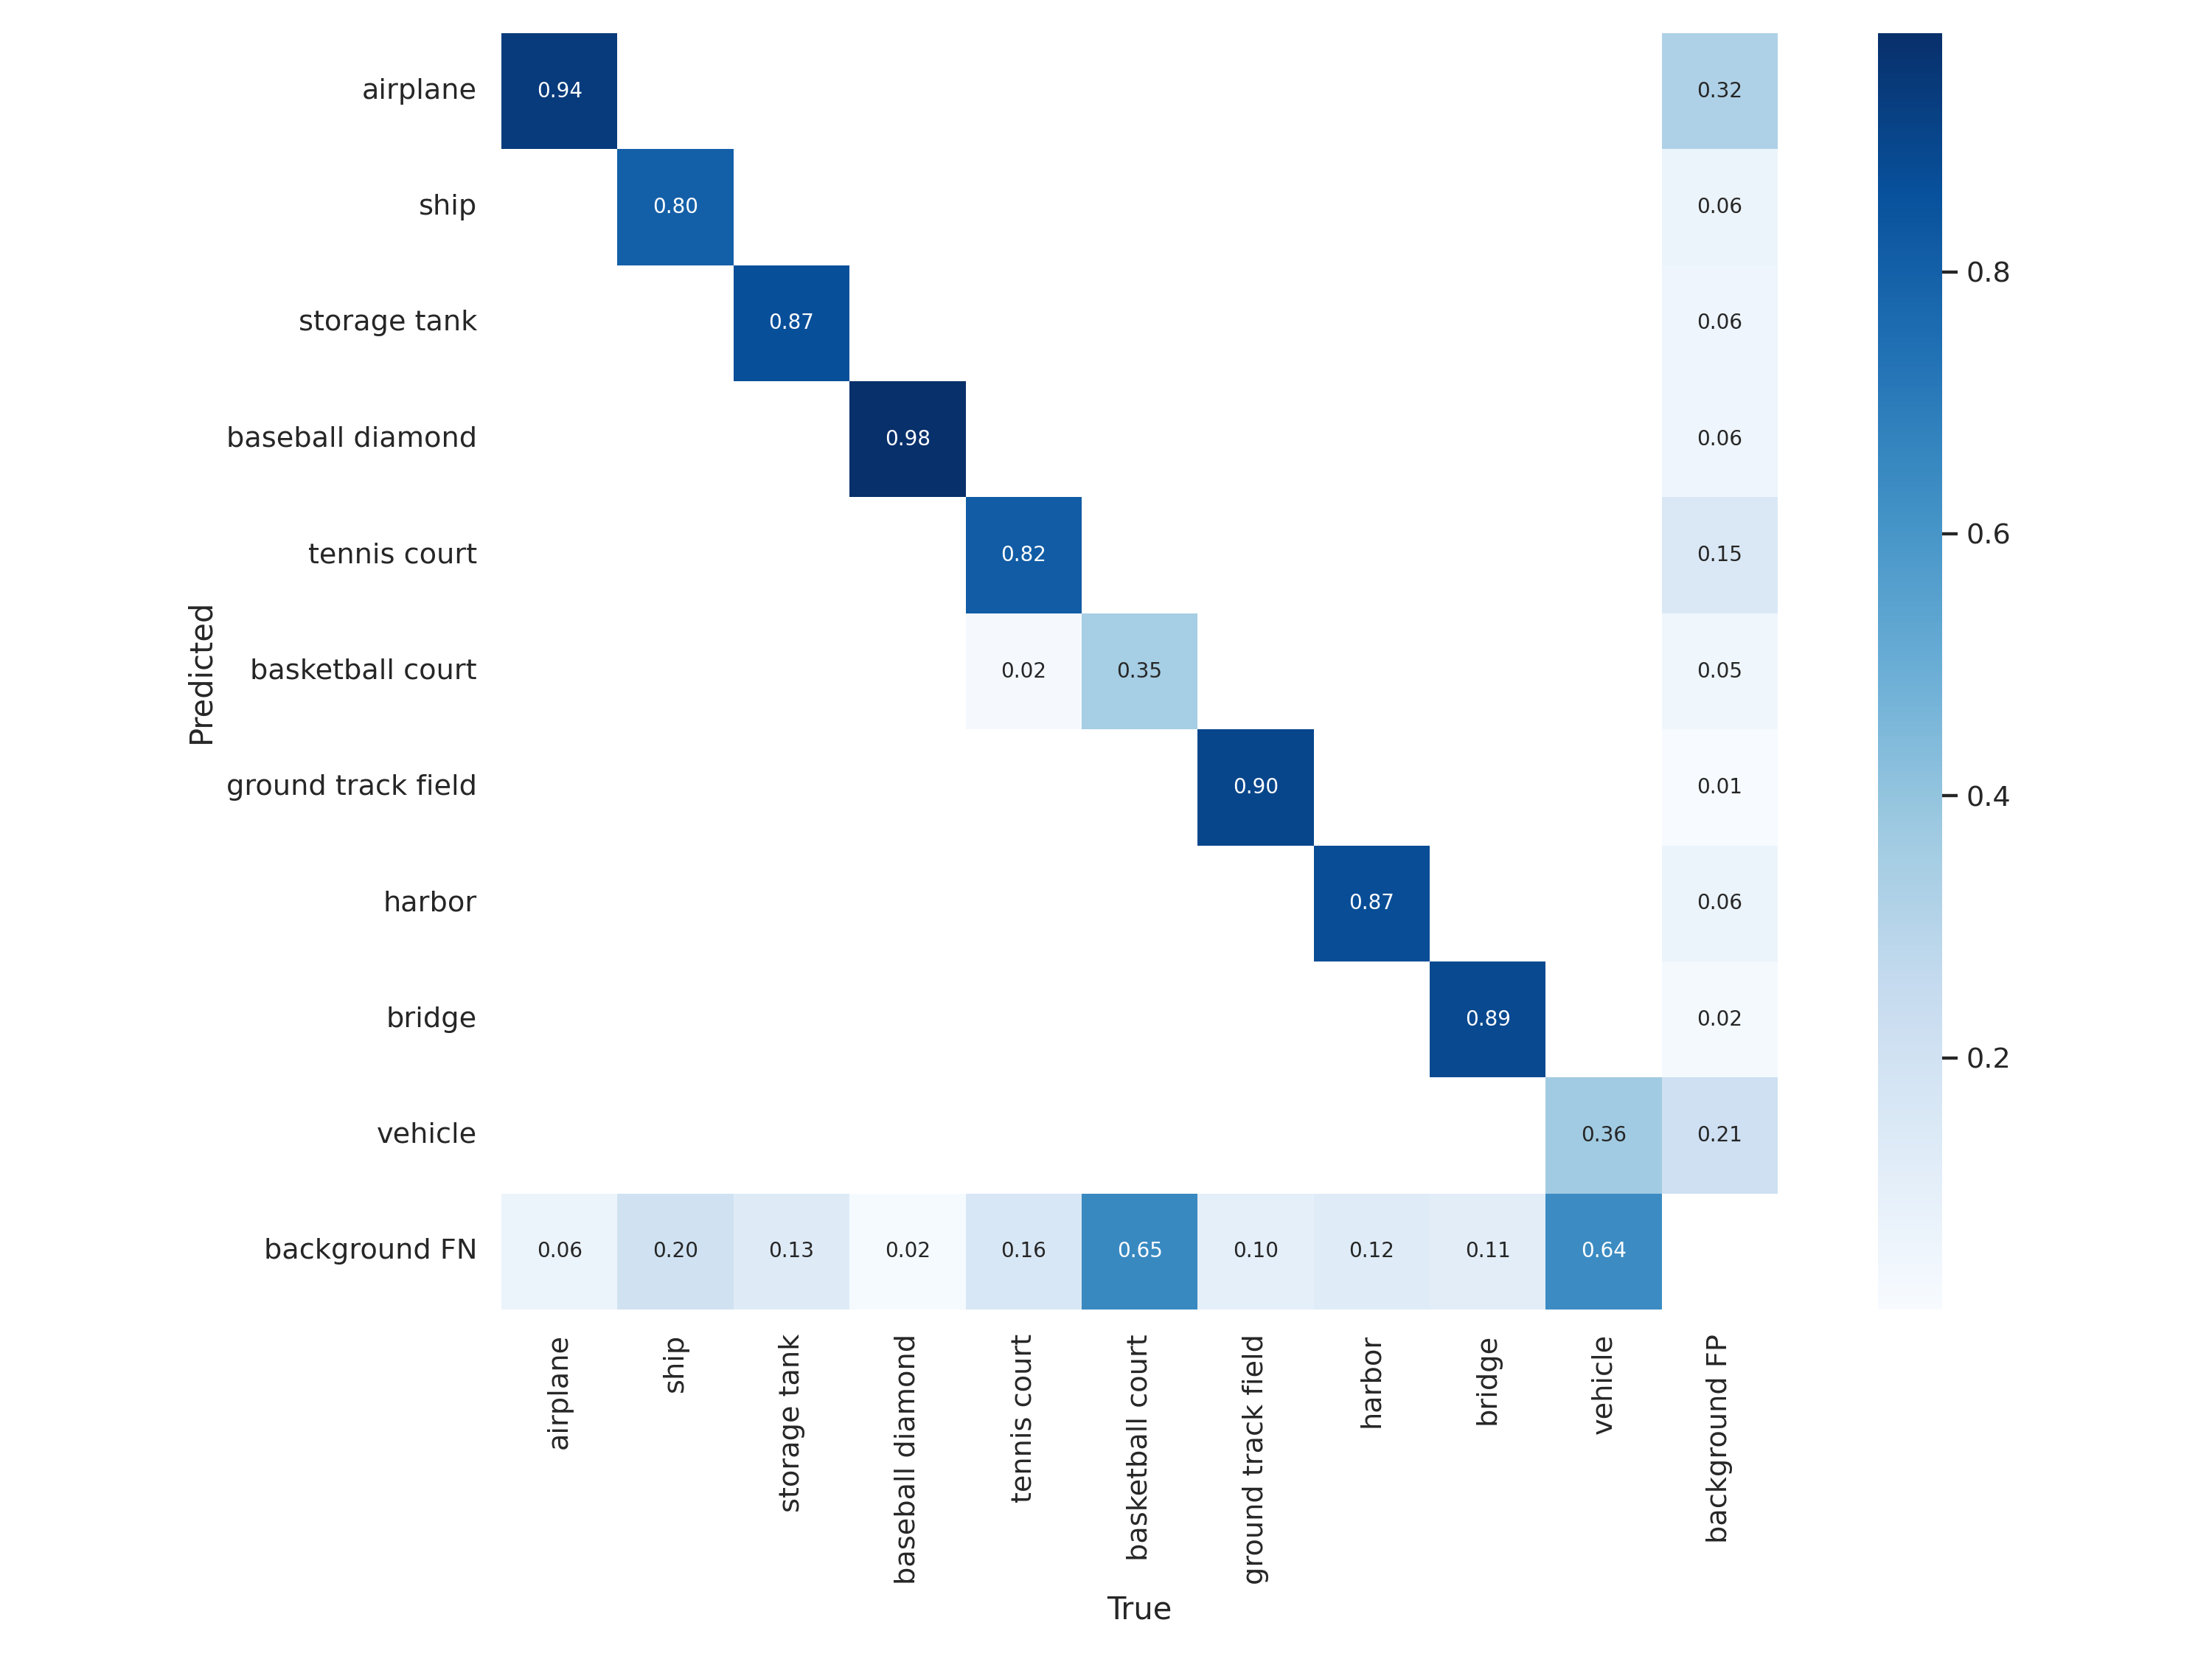 airplane 0.94 0.32
ship 0.80 0.06
0.8
storage tank 0.87 0.06
baseball diamond 0.98 0.06
0.6
tennis court 0.82 0.15
Predicted
basketball court 0.02 0.35 0.05
ground track field 0.90 0.01
0.4
harbor 0.87 0.06
bridge 0.89 0.02
0.2
vehicle 0.36 0.21
background FN 0.06 0.20 0.13 0.02 0.16 0.65 0.10 0.12 0.11 0.64
airplane
ship
storage tank
baseball diamond
tennis court
basketball court
ground track field
harbor
bridge
vehicle
background FP
True